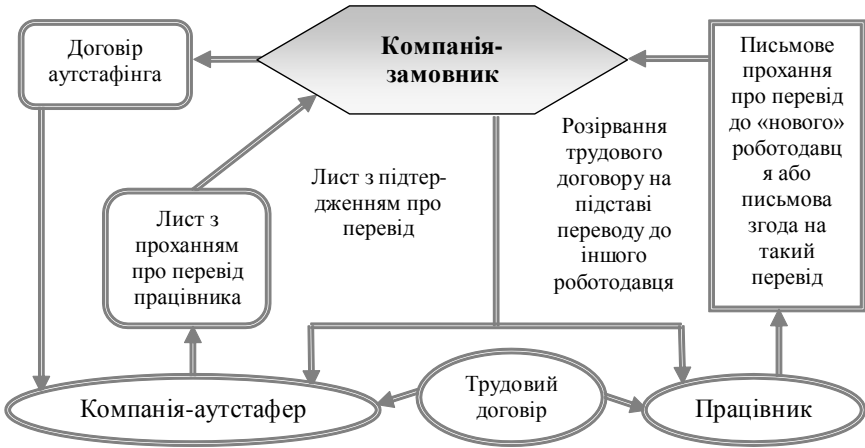 Договір
аутстафінга
Компанія-
замовник
Письмове
прохання
про перевід
до «нового»
роботодавц
я або
письмова
згода на
такий
перевід
Розірвання
трудового
договору на
підставі
переводу до
іншого
роботодавця
Лист з підтер-
дженням про
перевід
Лист з
проханням
про перевід
працівника
Компанія-аутстафер
Трудовий
договір
Працівник